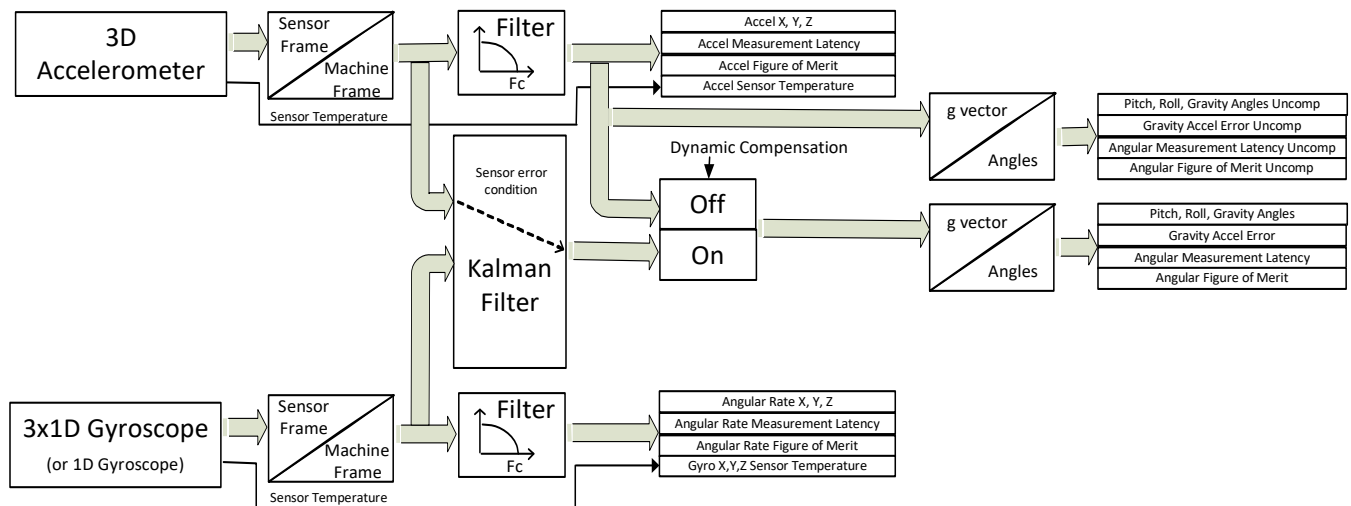 3D
Accelerometer
Sensor
Frame
Machine
Frame
Filter
Fc
Sensor Temperature
Accel X, Y, Z
Accel Measurement Latency
Accel Figure of Merit
Accel Sensor Temperature
g vector
Angles
Pitch, Roll, Gravity Angles Uncomp
Gravity Accel Error Uncomp
Angular Measurement Latency Uncomp
Angular Figure of Merit Uncomp
Dynamic Compensation
Off
On
Sensor error
condition
Kalman
Filter
g vector
Angles
Pitch, Roll, Gravity Angles
Gravity Accel Error
Angular Measurement Latency
Angular Figure of Merit
3x1D Gyroscope
(or 1D Gyroscope)
Sensor
Frame
Machine
Frame
Filter
Fc
Sensor Temperature
Angular Rate X, Y, Z
Angular Rate Measurement Latency
Angular Rate Figure of Merit
Gyro X,Y,Z Sensor Temperature